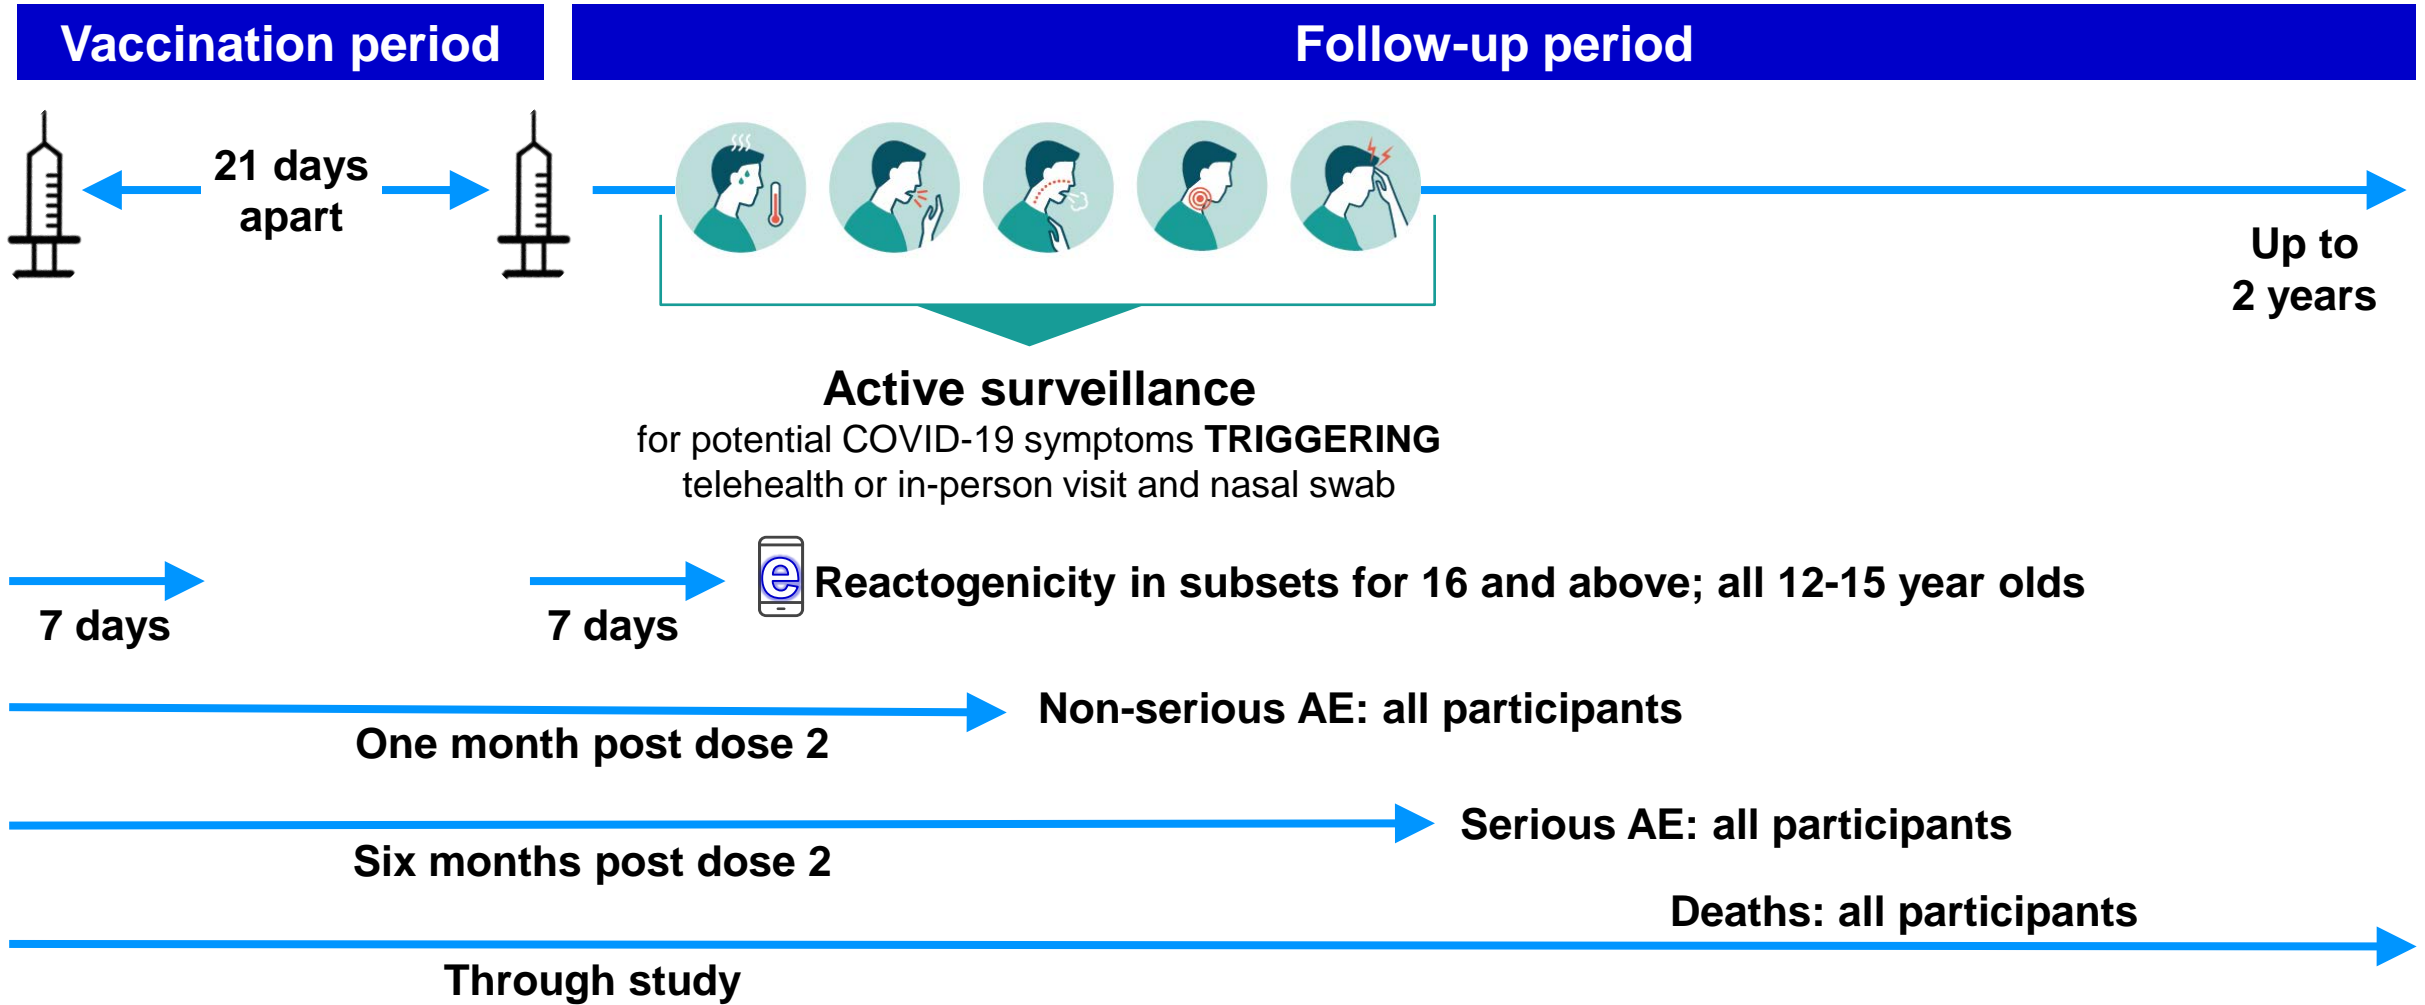 Vaccination period
Follow-up period
21 days
apart
Up to
2 years
Active surveillance
for potential COVID-19 symptoms TRIGGERING
telehealth or in-person visit and nasal swab
e
Reactogenicity in subsets for 16 and above; all 12-15 year olds
7 days
7 days
Non-serious AE: all participants
One month post dose 2
Serious AE: all participants
Six months post dose 2
Deaths: all participants
Through study